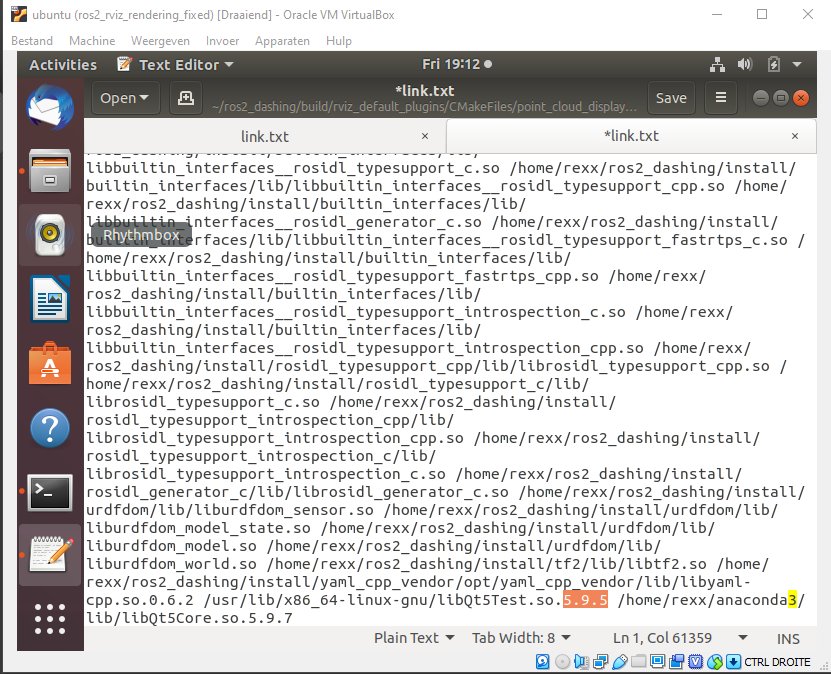 ubuntu (ros2_rviz_rendering_fixed) [Draaiend] - Oracle VM VirtualBox
Bestand Machine Weergeven Invoer Apparaten Hulp
Activities Text Editor Fri 19:12
Open *link.txt Save
~/ros2_dashing/build/rviz_default_plugins/CMakeFiles/point_cloud_display...
link.txt × *link.txt ×
ros2_dashing/install/builtin_interfaces/lib/
libbuiltin_interfaces__rosidl_typesupport_c.so /home/rexx/ros2_dashing/install/
builtin_interfaces/lib/libbuiltin_interfaces__rosidl_typesupport_cpp.so /home/
rexx/ros2_dashing/install/builtin_interfaces/lib/
libbuiltin_interfaces__rosidl_generator_c.so /home/rexx/ros2_dashing/install/
Rhythmbox
builtin_interfaces/lib/libbuiltin_interfaces__rosidl_typesupport_fastrtps_c.so /
home/rexx/ros2_dashing/install/builtin_interfaces/lib/
libbuiltin_interfaces__rosidl_typesupport_fastrtps_cpp.so /home/rexx/
ros2_dashing/install/builtin_interfaces/lib/
libbuiltin_interfaces__rosidl_typesupport_introspection_c.so /home/rexx/
ros2_dashing/install/builtin_interfaces/lib/
libbuiltin_interfaces__rosidl_typesupport_introspection_cpp.so /home/rexx/
ros2_dashing/install/rosidl_typesupport_cpp/lib/librosidl_typesupport_cpp.so /
home/rexx/ros2_dashing/install/rosidl_typesupport_c/lib/
librosidl_typesupport_c.so /home/rexx/ros2_dashing/install/
rosidl_typesupport_introspection_cpp/lib/
librosidl_typesupport_introspection_cpp.so /home/rexx/ros2_dashing/install/
rosidl_typesupport_introspection_c/lib/
librosidl_typesupport_introspection_c.so /home/rexx/ros2_dashing/install/
rosidl_generator_c/lib/librosidl_generator_c.so /home/rexx/ros2_dashing/install/
urdfdom/lib/liburdfdom_sensor.so /home/rexx/ros2_dashing/install/urdfdom/lib/
liburdfdom_model_state.so /home/rexx/ros2_dashing/install/urdfdom/lib/
liburdfdom_model.so /home/rexx/ros2_dashing/install/urdfdom/lib/
liburdfdom_world.so /home/rexx/ros2_dashing/install/tf2/lib/libtf2.so /home/
rexx/ros2_dashing/install/yaml_cpp_vendor/opt/yaml_cpp_vendor/lib/libyaml-
cpp.so.0.6.2 /usr/lib/x86_64-linux-gnu/libQt5Test.so.5.9.5 /home/rexx/anaconda3/
lib/libQt5Core.so.5.9.7
Plain Text Tab Width: 8 Ln 1, Col 61359 INS
CTRL DROITE